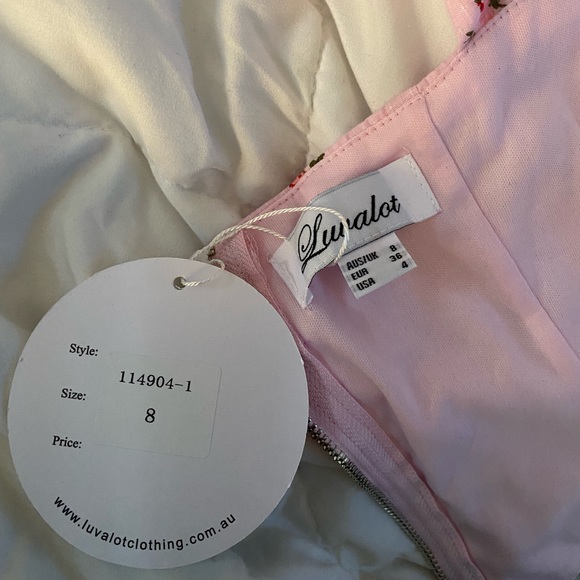 Luvalot
AUS/UK 8
EUR 36
USA 4
Style: 114904-1
Size: 8
Price:
www.luvalotclothing.com.au